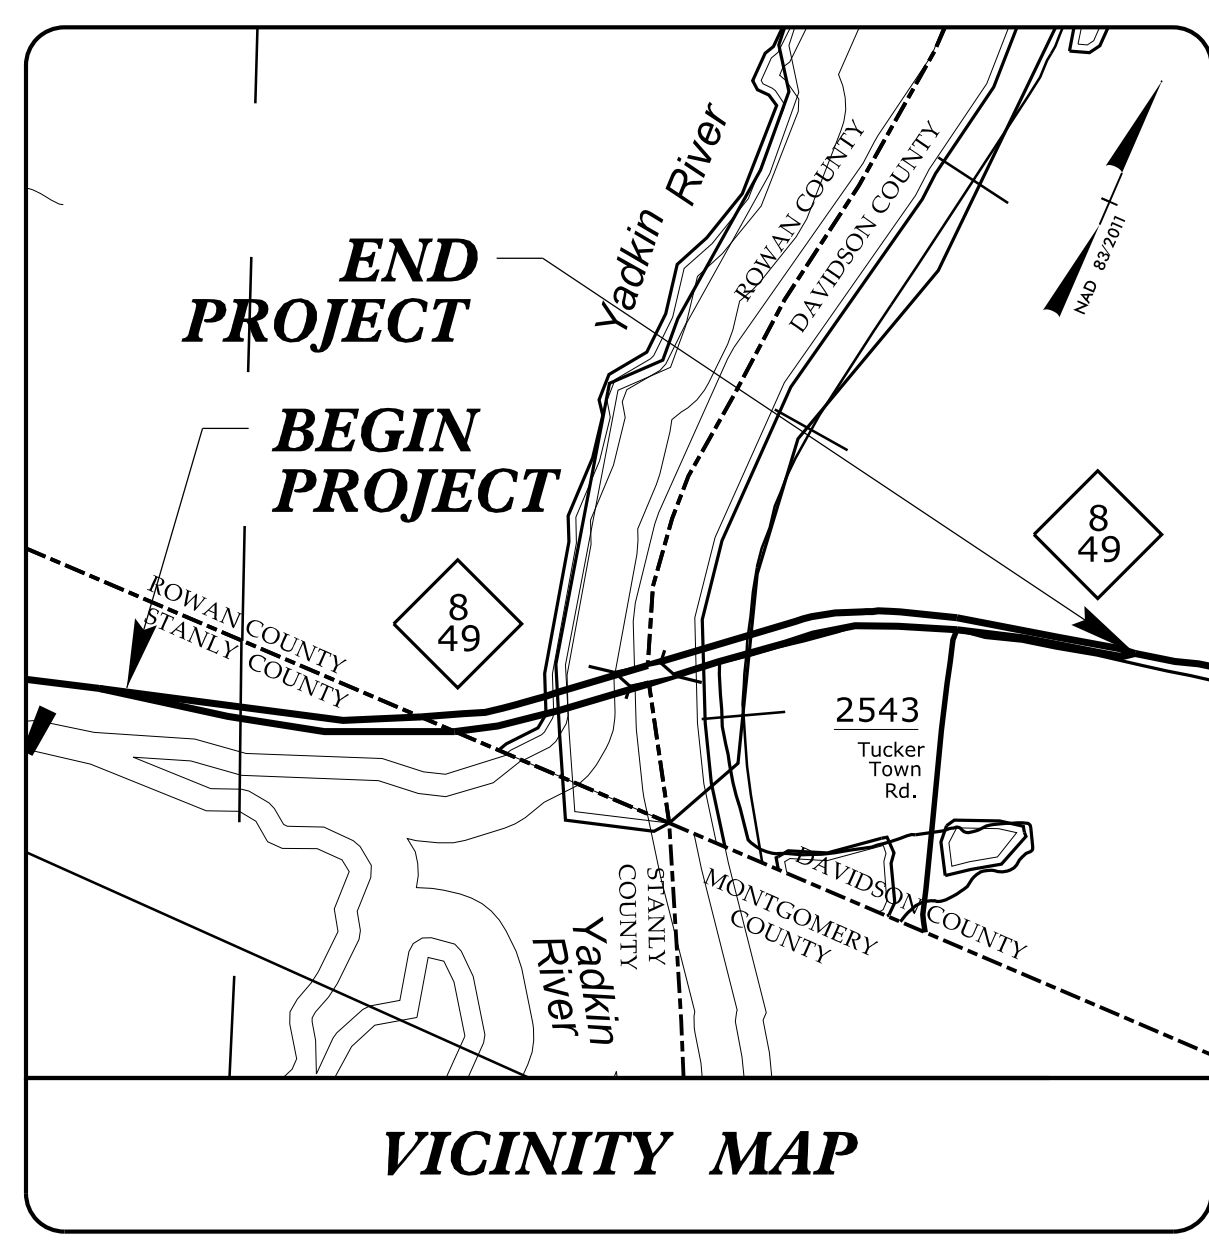 Yadkin River
ROWAN COUNTY
DAVIDSON COUNTY
NAD 83/2011
END
PROJECT
BEGIN
PROJECT
8
49
ROWAN COUNTY
STANLY COUNTY
8
49
2543
Tucker
Town
Rd.
DAVIDSON COUNTY
MONTGOMERY
COUNTY
STANLY
COUNTY
Yadkin
River
VICINITY MAP